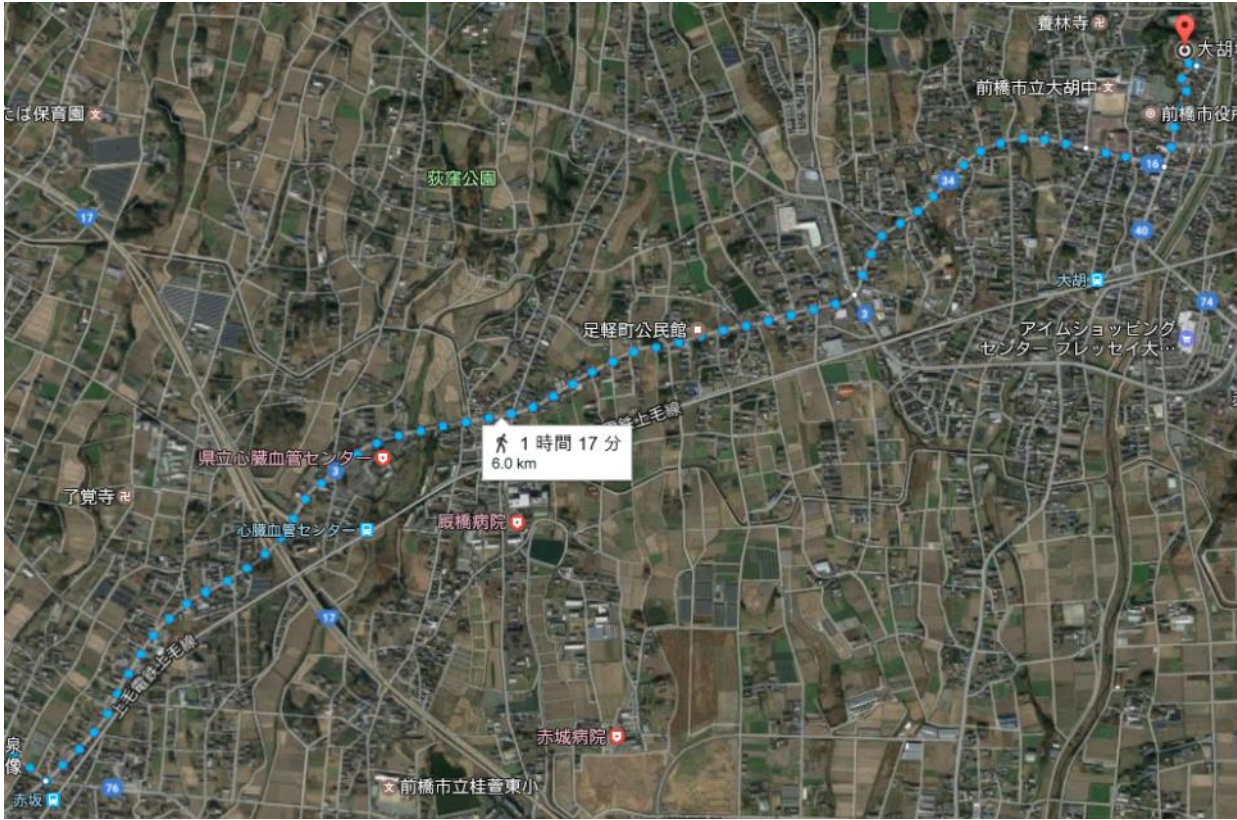 養林寺
大胡
前橋市立大胡中
たば保育園
前橋市役所
16
荻窪公園
34
17
40
大胡
74
3
アイムショッピング
センター フレッセイ大…
足軽町公民館
上毛線
1 時間 17 分
6.0 km
県立心臓血管センター
3
了覚寺
心臓血管センター
厩橋病院
17
上毛電鉄上毛線
赤城病院
泉
像
76
前橋市立桂萱東小
赤坂